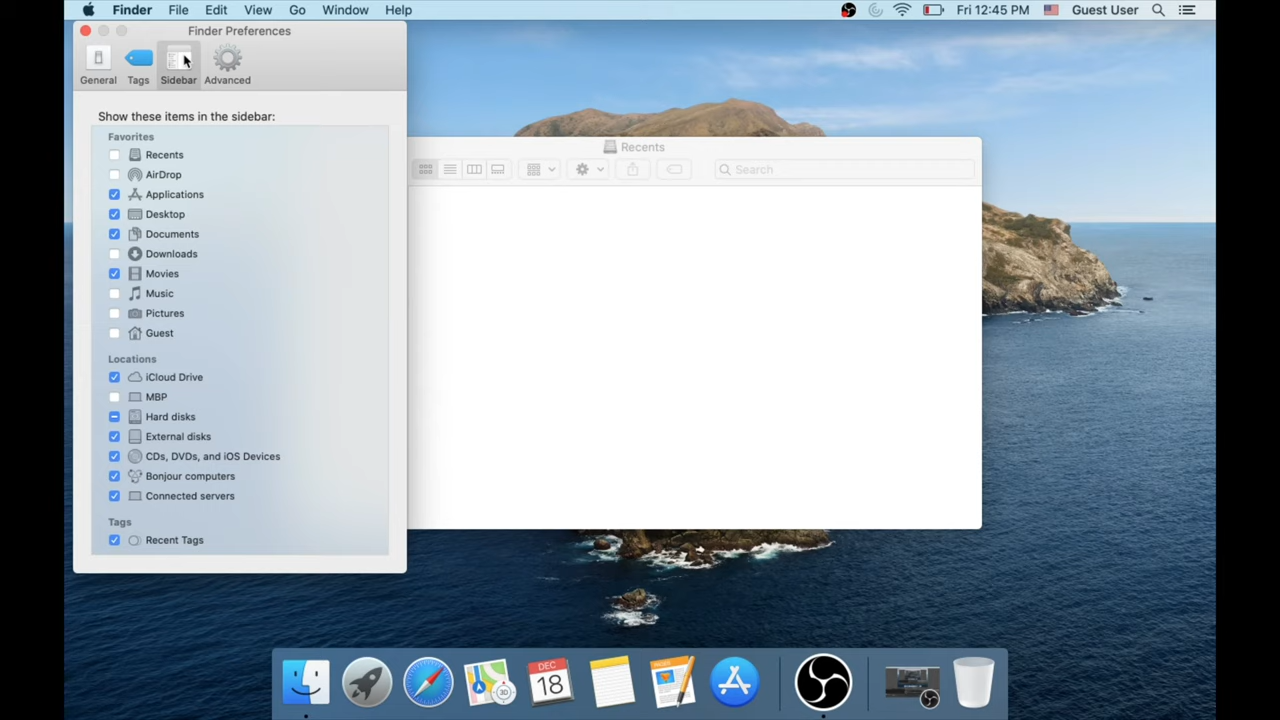 Finder File Edit View Go Window Help Fri 12:45 PM Guest User
Finder Preferences
General Tags Sidebar Advanced
Show these items in the sidebar:
Favorites
Recents
AirDrop
Applications
Desktop
Documents
Downloads
Movies
Music
Pictures
Guest
Locations
iCloud Drive
MBP
Hard disks
External disks
CDs, DVDs, and iOS Devices
Bonjour computers
Connected servers
Tags
Recent Tags
Recents
Search
DEC
18
PAGES